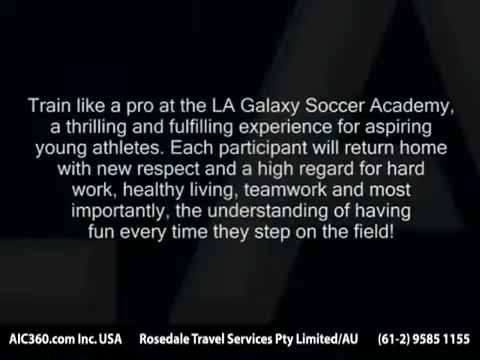 Train like a pro at the LA Galaxy Soccer Academy,
a thrilling and fulfilling experience for aspiring
young athletes. Each participant will return home
with new respect and a high regard for hard
work, healthy living, teamwork and most
importantly, the understanding of having
fun every time they step on the field!
AIC360.com Inc. USA Rosedale Travel Services Pty Limited/AU (61-2) 9585 1155